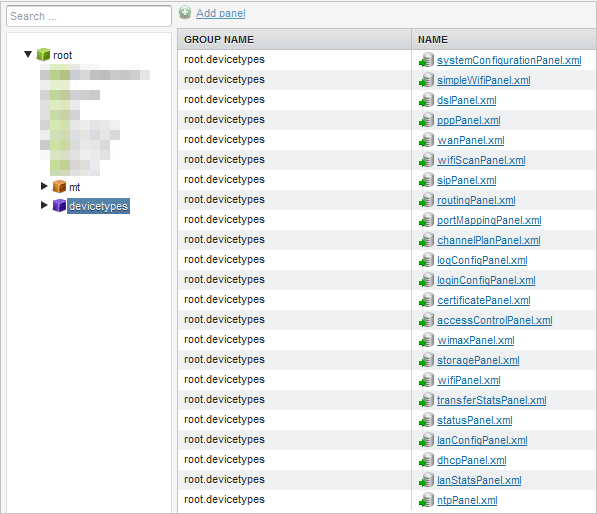 Search ...
root
mt
devicetypes
Add panel
GROUP NAME NAME
root.devicetypes systemConfigurationPanel.xml
root.devicetypes simpleWifiPanel.xml
root.devicetypes dslPanel.xml
root.devicetypes pppPanel.xml
root.devicetypes wanPanel.xml
root.devicetypes wifiScanPanel.xml
root.devicetypes sipPanel.xml
root.devicetypes routingPanel.xml
root.devicetypes portMappingPanel.xml
root.devicetypes channelPlanPanel.xml
root.devicetypes logConfigPanel.xml
root.devicetypes loginConfigPanel.xml
root.devicetypes certificatePanel.xml
root.devicetypes accessControlPanel.xml
root.devicetypes wimaxPanel.xml
root.devicetypes storagePanel.xml
root.devicetypes wifiPanel.xml
root.devicetypes transferStatsPanel.xml
root.devicetypes statusPanel.xml
root.devicetypes lanConfigPanel.xml
root.devicetypes dhcpPanel.xml
root.devicetypes lanStatsPanel.xml
root.devicetypes ntpPanel.xml